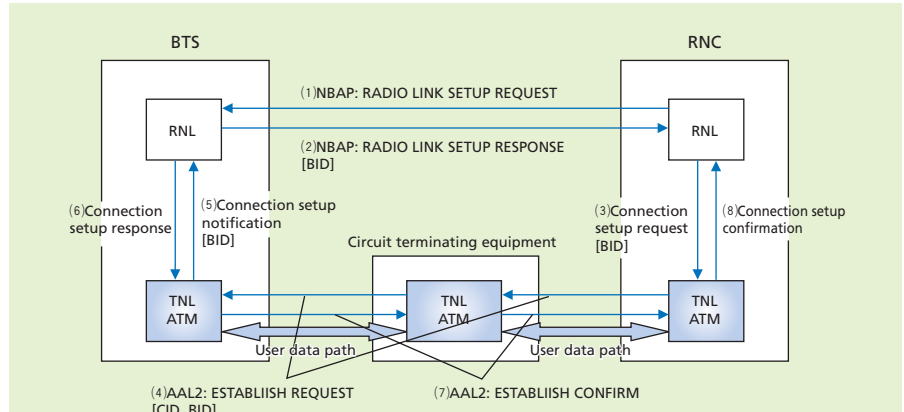 BTS
RNC
(1)NBAP: RADIO LINK SETUP REQUEST
RNL
RNL
(2)NBAP: RADIO LINK SETUP RESPONSE
[BID]
(6)Connection
setup response
(5)Connection setup
notification
[BID]
(3)Connection
setup request
[BID]
(8)Connection setup
confirmation
Circuit terminating equipment
TNL
ATM
TNL
ATM
TNL
ATM
User data path
User data path
(4)AAL2: ESTABLIISH REQUEST
[CID, BID]
(7)AAL2: ESTABLIISH CONFIRM